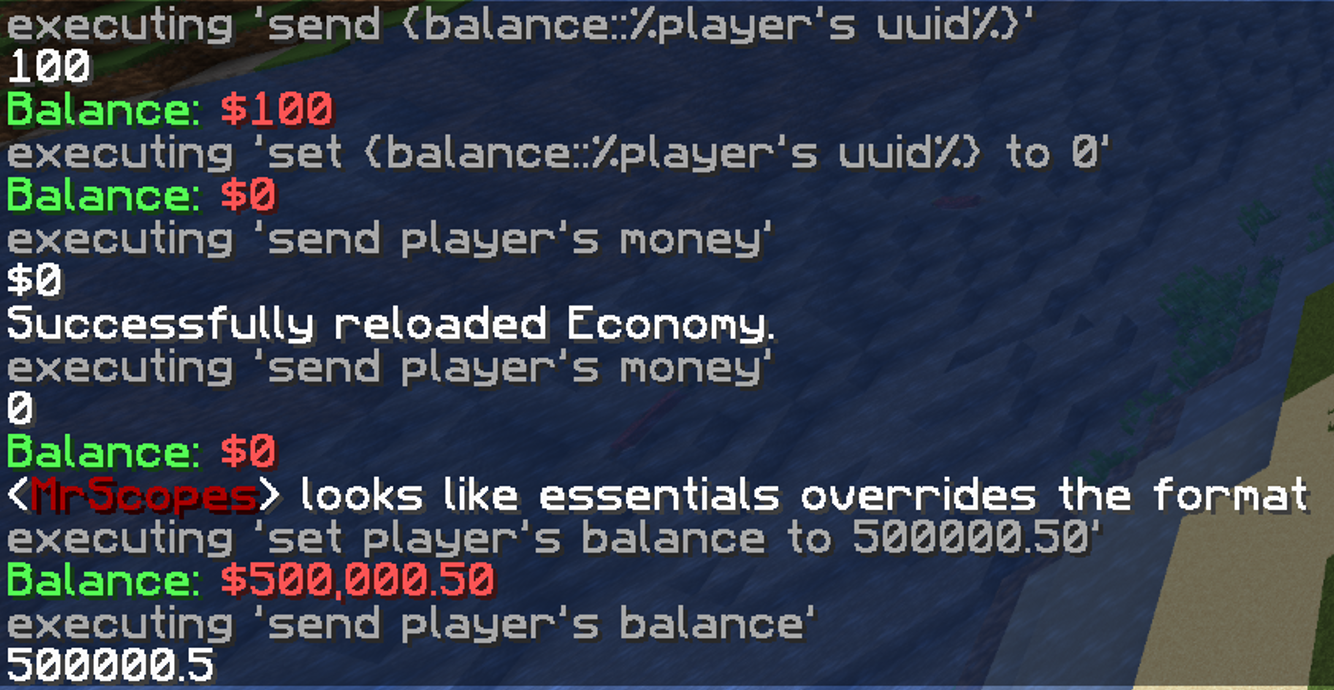 executing 'send {balance::%player's uuid%}'
100
Balance: $100
executing 'set {balance::%player's uuid%} to 0'
Balance: $0
executing 'send player's money'
$0
Successfully reloaded Economy.
executing 'send player's money'
0
Balance: $0
<MrScopes> looks like essentials overrides the format
executing 'set player's balance to 500000.50'
Balance: $500,000.50
executing 'send player's balance'
500000.5